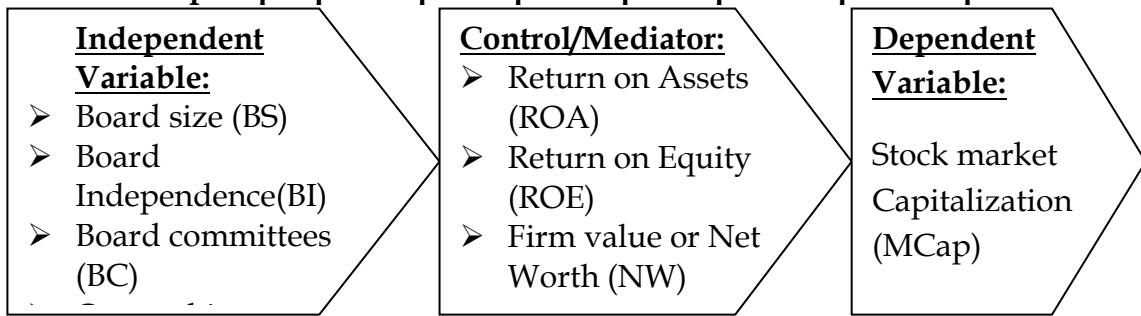 Independent
Variable:
➢ Board size (BS)
➢ Board
Independence(BI)
➢ Board committees
(BC)
Control/Mediator:
➢ Return on Assets
(ROA)
➢ Return on Equity
(ROE)
➢ Firm value or Net
Worth (NW)
Dependent
Variable:
Stock market
Capitalization
(MCap)